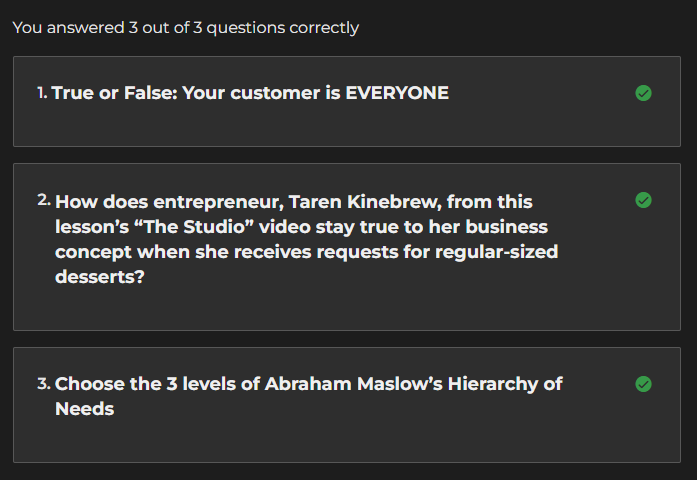 You answered 3 out of 3 questions correctly
1. True or False: Your customer is EVERYONE
2. How does entrepreneur, Taren Kinebrew, from this
lesson’s “The Studio” video stay true to her business
concept when she receives requests for regular-sized
desserts?
3. Choose the 3 levels of Abraham Maslow’s Hierarchy of
Needs